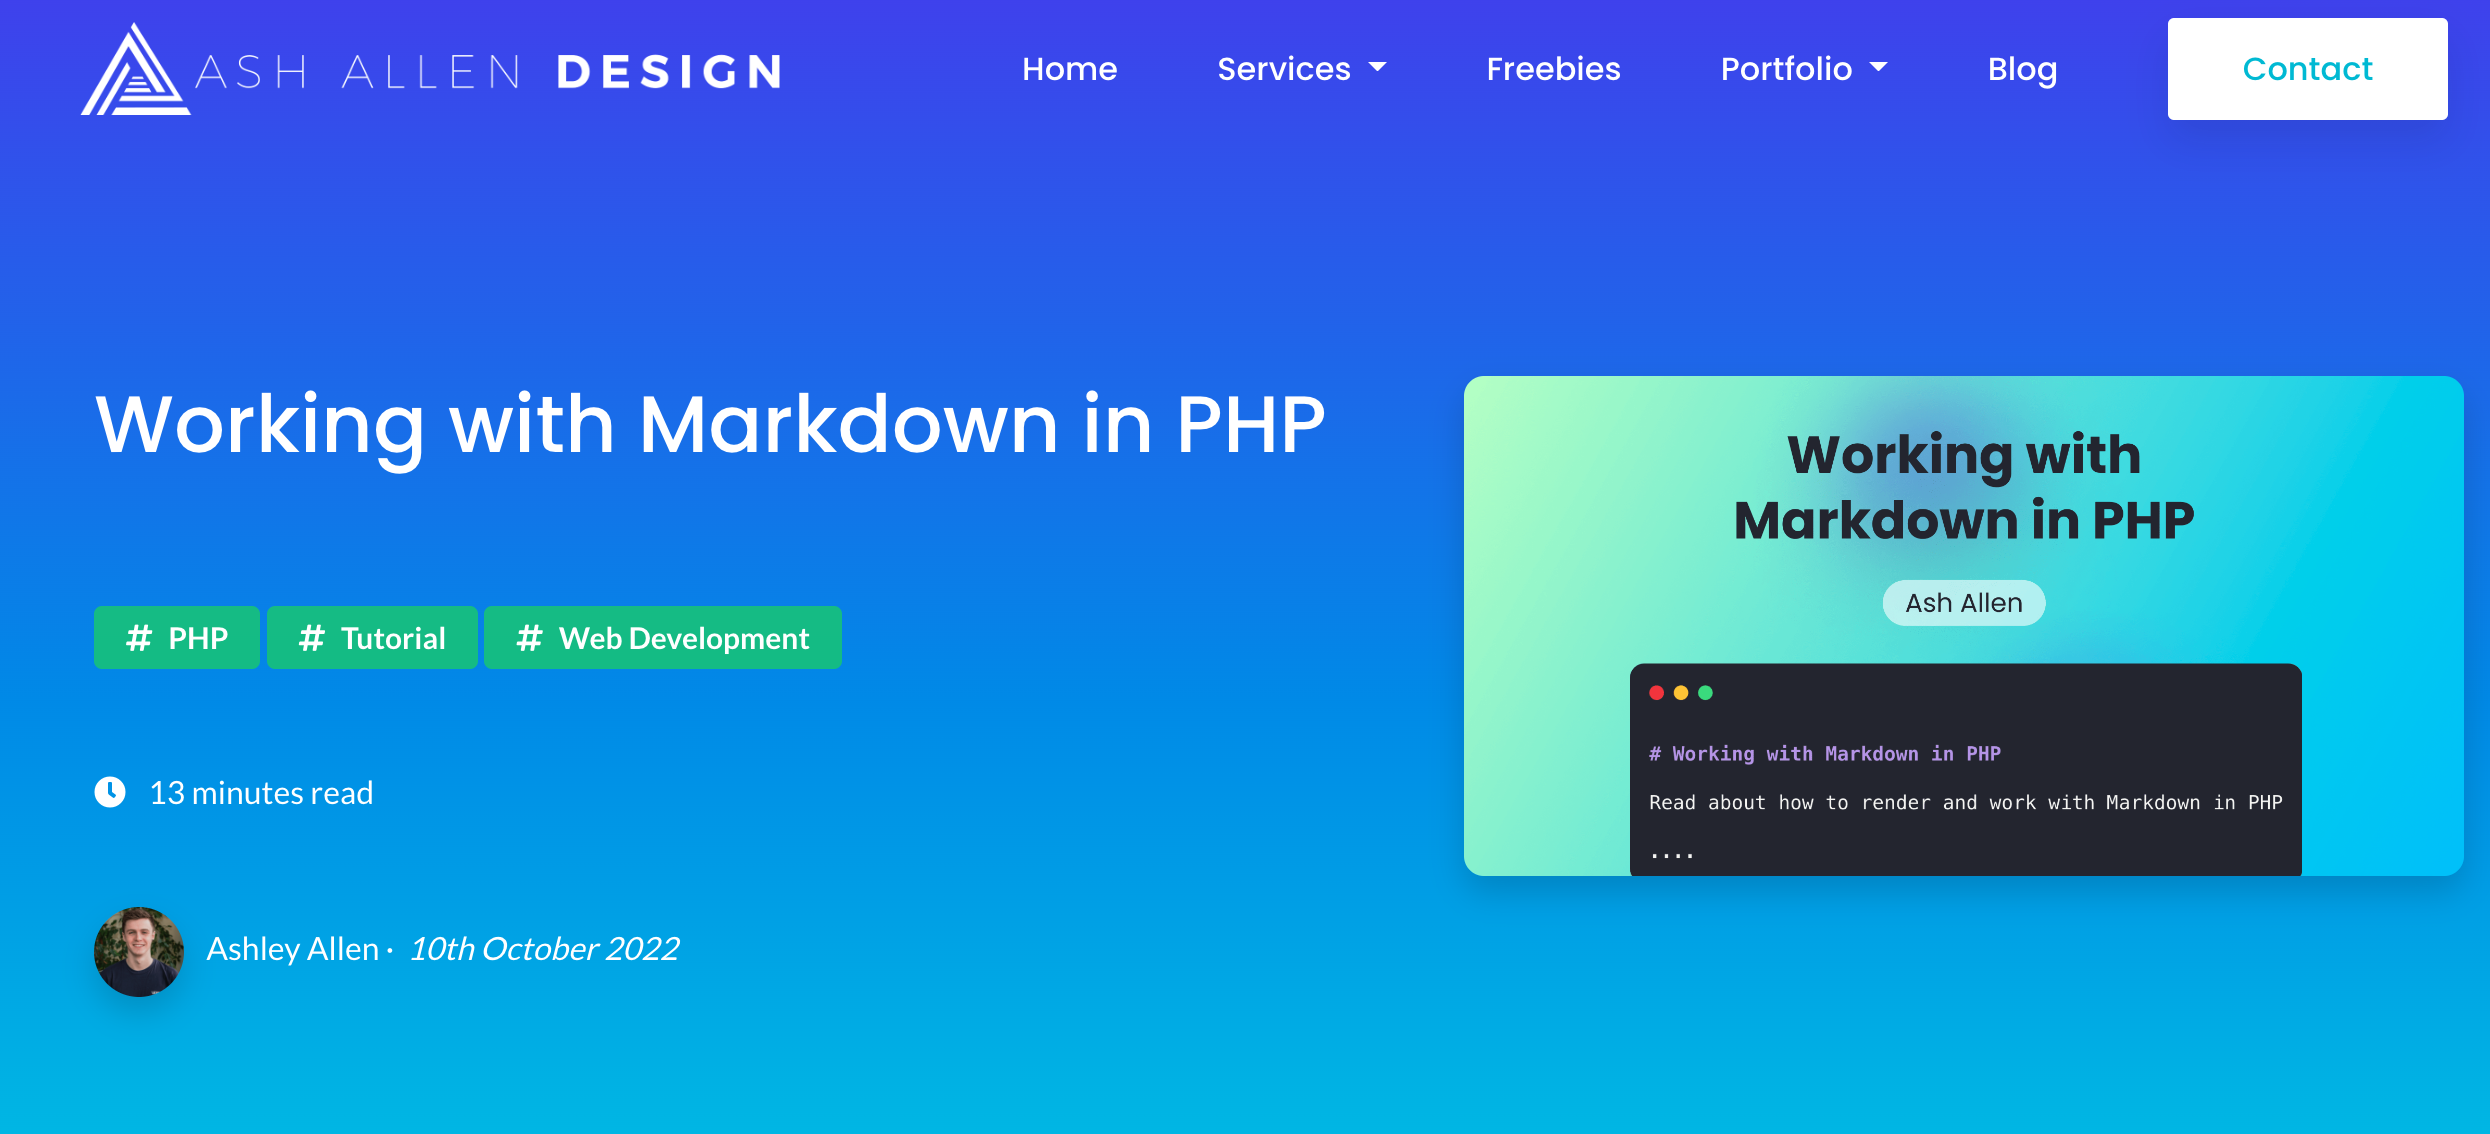 ASH ALLEN DESIGN
Home
Services
Freebies
Portfolio
Blog
Contact
Working with Markdown in PHP
# PHP
# Tutorial
# Web Development
13 minutes read
Ashley Allen · 10th October 2022
Working with
Markdown in PHP
Ash Allen
# Working with Markdown in PHP
Read about how to render and work with Markdown in PHP
....